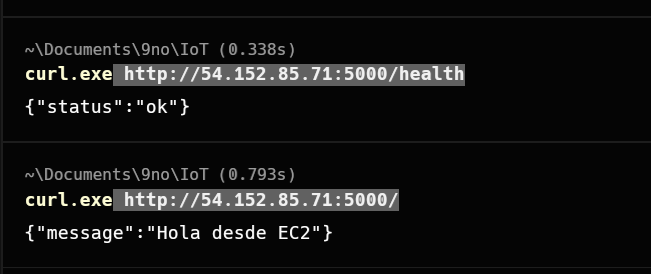 ~\Documents\9no\IoT (0.338s)
curl.exe http://54.152.85.71:5000/health
{"status":"ok"}
~\Documents\9no\IoT (0.793s)
curl.exe http://54.152.85.71:5000/
{"message":"Hola desde EC2"}